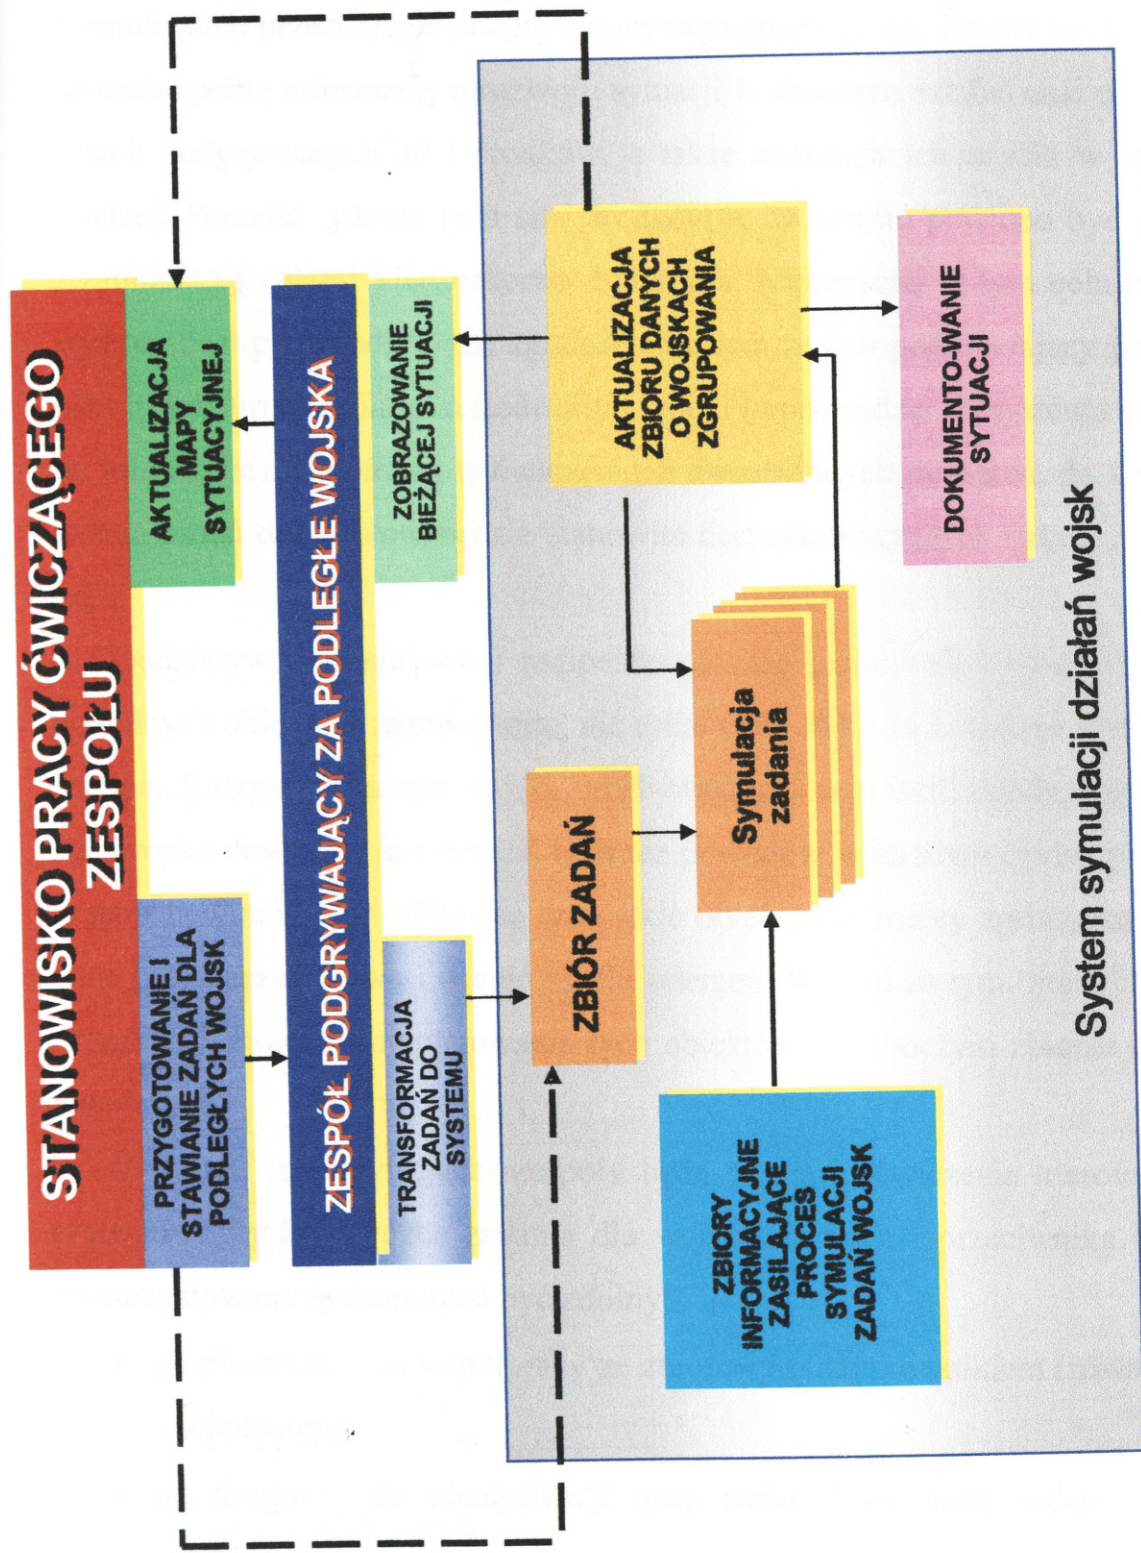 STANOWISKO PRACY ĆWICZĄCEGO
ZESPOŁU
PRZYGOTOWANIE I
STAWIANIE ZADAŃ DLA
PODLEGŁYCH WOJSK
AKTUALIZACJA
MAPY
SYTUACYJNEJ
ZESPÓŁ PODGRYWAJĄCY ZA PODLEGŁE WOJSKA
TRANSFORMACJA
ZADAŃ DO
SYSTEMU
ZOBRAZOWANIE
BIEŻĄCEJ SYTUACJI
ZBIÓR ZADAŃ
AKTUALIZACJA
ZBIORU DANYCH
O WOJSKACH
ZGRUPOWANIA
ZBIORY
INFORMACYJNE
ZASILAJĄCE
PROCES
SYMULACJI
ZADAŃ WOJSK
Symulacja
zadania
DOKUMENTO-WANIE
SYTUACJI
System symulacji działań wojsk